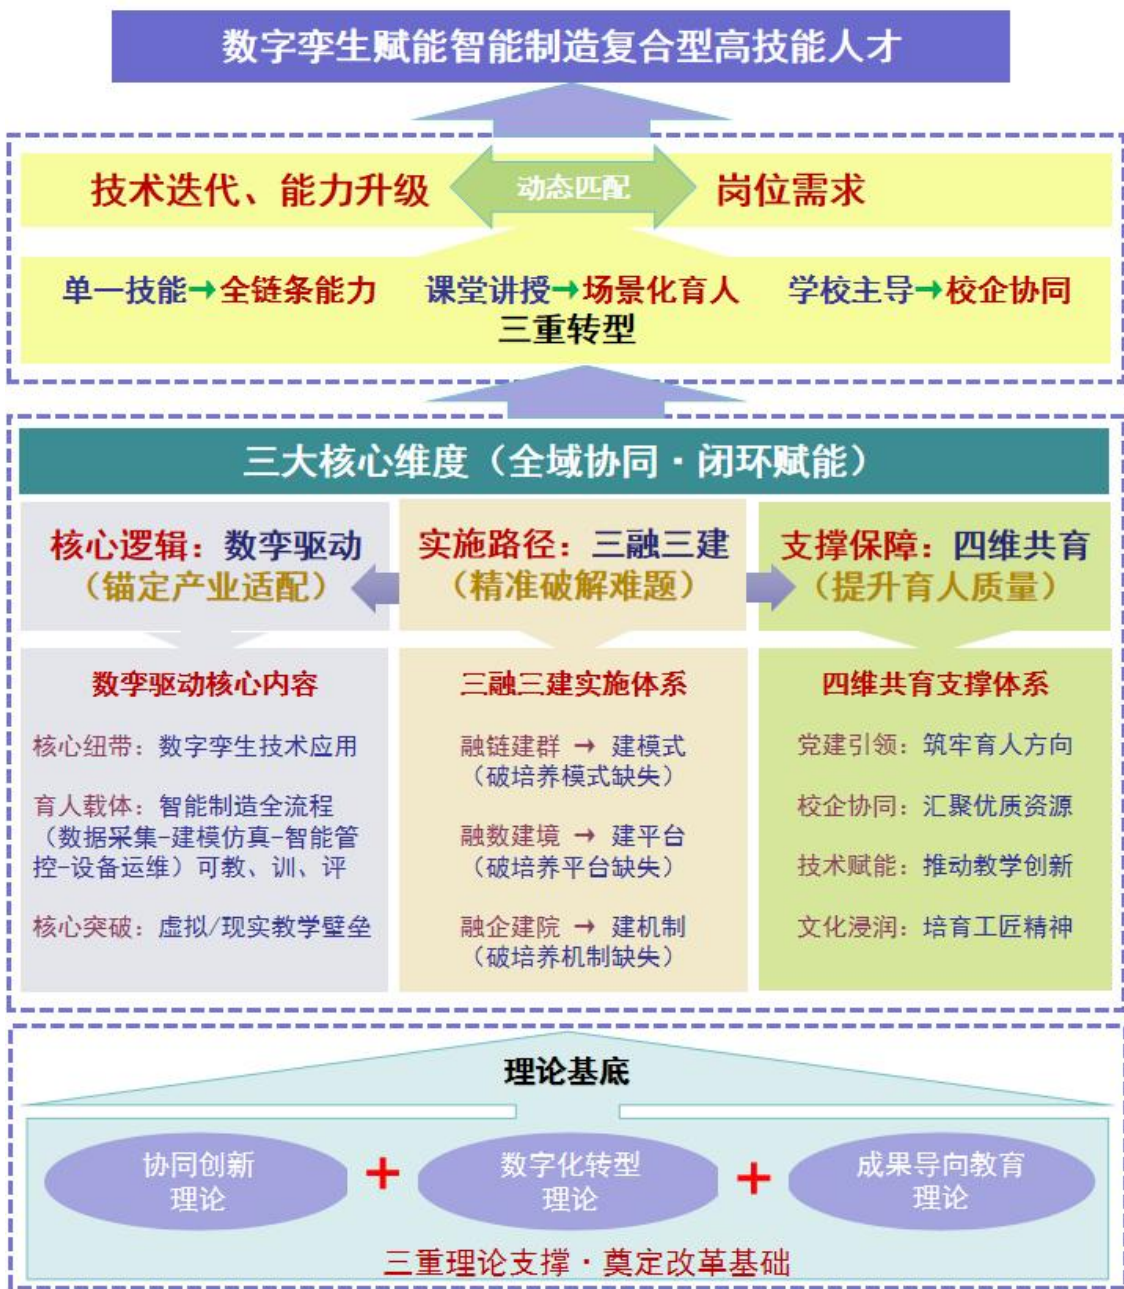 数字孪生赋能智能制造复合型高技能人才
技术迭代、能力升级
动态匹配
岗位需求
单一技能→全链条能力
课堂讲授→场景化育人
学校主导→校企协同
三重转型
三大核心维度（全域协同·闭环赋能）
核心逻辑：数孪驱动
（锚定产业适配）
实施路径：三融三建
（精准破解难题）
支撑保障：四维共育
（提升育人质量）
数孪驱动核心内容
核心纽带：数字孪生技术应用
育人载体：智能制造全流程
（数据采集-建模仿真-智能管
控-设备运维）可教、训、评
核心突破：虚拟/现实教学壁垒
三融三建实施体系
融链建群 → 建模式
（破培养模式缺失）
融数建境 → 建平台
（破培养平台缺失）
融企建院 → 建机制
（破培养机制缺失）
四维共育支撑体系
党建引领：筑牢育人方向
校企协同：汇聚优质资源
技术赋能：推动教学创新
文化浸润：培育工匠精神
理论基底
协同创新
理论
+
数字化转型
理论
+
成果导向教育
理论
三重理论支撑·奠定改革基础